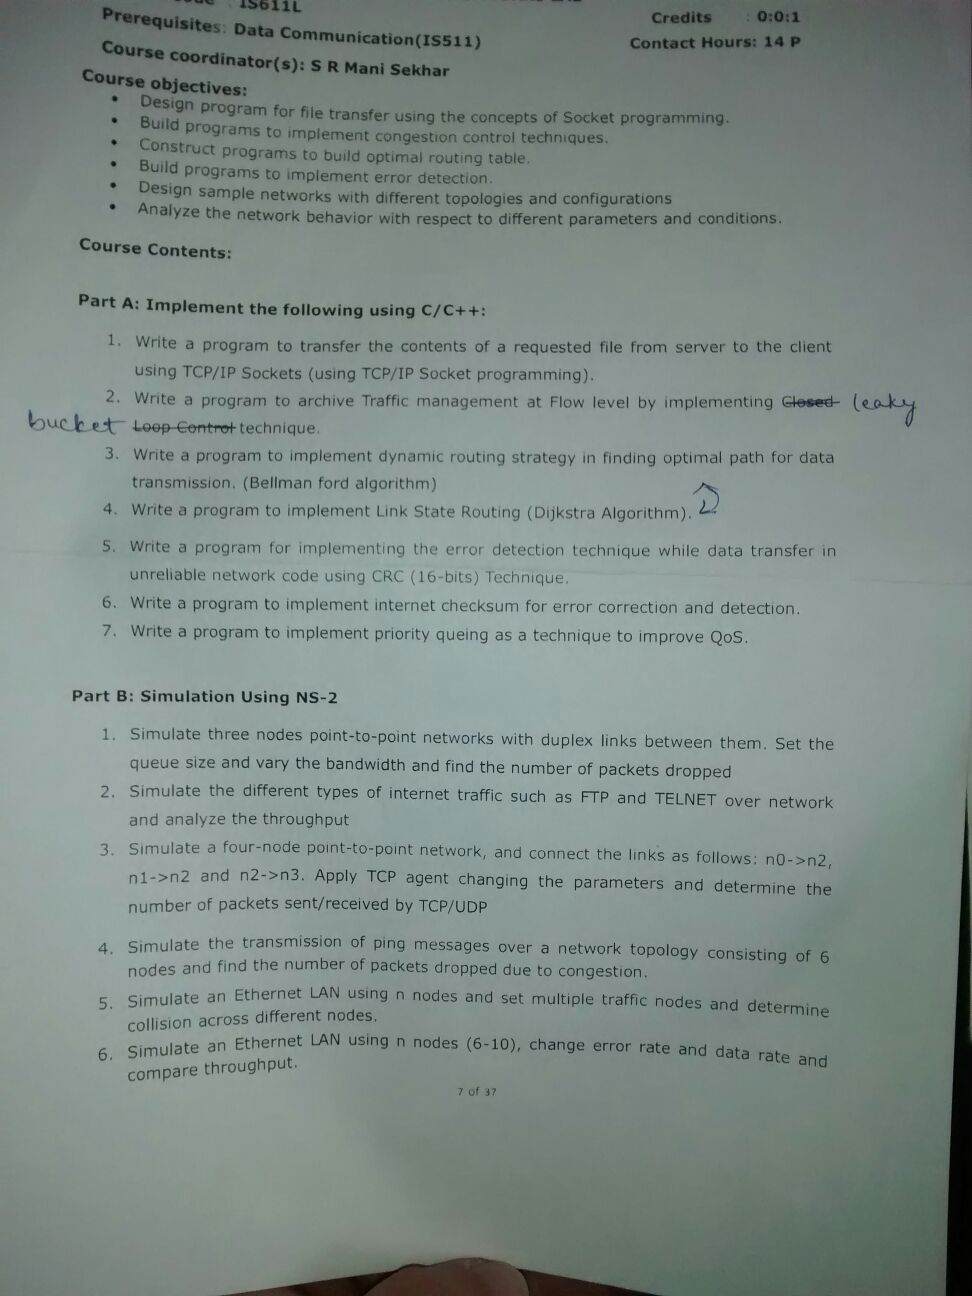 IS611L
Prerequisites: Data Communication(IS511)
Credits : 0:0:1
Contact Hours: 14 P
Course coordinator(s): S R Mani Sekhar
Course objectives:
• Design program for file transfer using the concepts of Socket programming.
• Build programs to implement congestion control techniques.
• Construct programs to build optimal routing table.
• Build programs to implement error detection.
• Design sample networks with different topologies and configurations
• Analyze the network behavior with respect to different parameters and conditions.
Course Contents:
Part A: Implement the following using C/C++:
1. Write a program to transfer the contents of a requested file from server to the client
using TCP/IP Sockets (using TCP/IP Socket programming).
2. Write a program to archive Traffic management at Flow level by implementing Closed leaky
bucket Loop Control technique.
3. Write a program to implement dynamic routing strategy in finding optimal path for data
transmission. (Bellman ford algorithm)
4. Write a program to implement Link State Routing (Dijkstra Algorithm).
5. Write a program for implementing the error detection technique while data transfer in
unreliable network code using CRC (16-bits) Technique.
6. Write a program to implement internet checksum for error correction and detection.
7. Write a program to implement priority queing as a technique to improve QoS.
Part B: Simulation Using NS-2
1. Simulate three nodes point-to-point networks with duplex links between them. Set the
queue size and vary the bandwidth and find the number of packets dropped
2. Simulate the different types of internet traffic such as FTP and TELNET over network
and analyze the throughput
3. Simulate a four-node point-to-point network, and connect the links as follows: n0->n2,
n1->n2 and n2->n3. Apply TCP agent changing the parameters and determine the
number of packets sent/received by TCP/UDP
4. Simulate the transmission of ping messages over a network topology consisting of 6
nodes and find the number of packets dropped due to congestion.
5. Simulate an Ethernet LAN using n nodes and set multiple traffic nodes and determine
collision across different nodes.
6. Simulate an Ethernet LAN using n nodes (6-10), change error rate and data rate and
compare throughput.
7 of 37